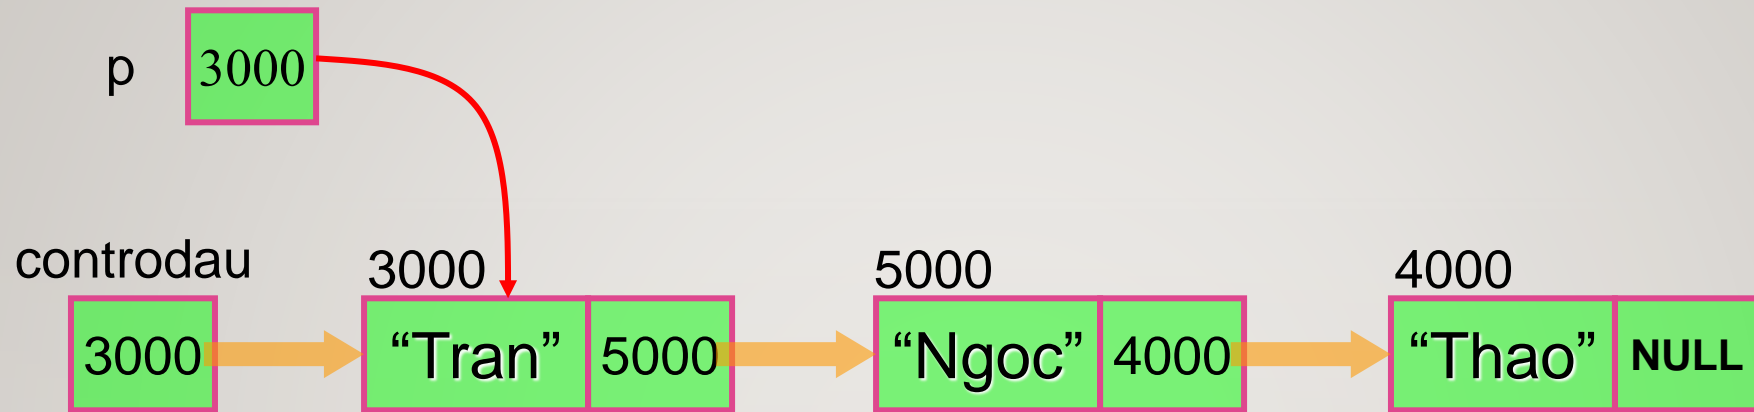 p 3000
controdau 3000 5000 4000
3000 “Tran” 5000 “Ngoc” 4000 “Thao” NULL